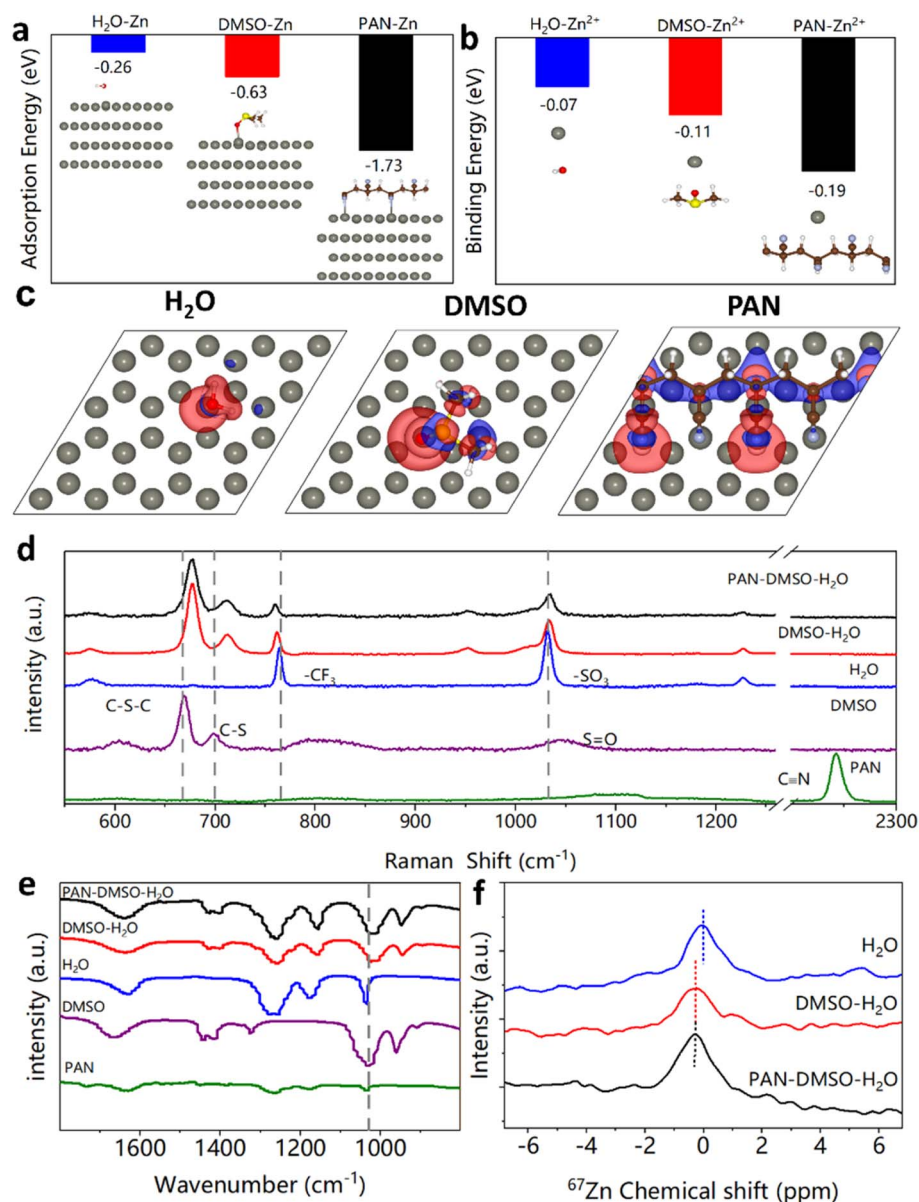 a
H₂O-Zn DMSO-Zn PAN-Zn
Adsorption Energy (eV)
-0.26
-0.63
-1.73
b
H₂O-Zn²⁺ DMSO-Zn²⁺ PAN-Zn²⁺
Binding Energy (eV)
-0.07
-0.11
-0.19
c
H₂O DMSO PAN
d
intensity (a.u.)
PAN-DMSO-H₂O
DMSO-H₂O
H₂O
-CF₃
-SO₃
DMSO
C-S-C
C-S
S=O
PAN
C≡N
600 700 800 900 1000 1100 1200 2300
Raman Shift (cm⁻¹)
e
intensity (a.u.)
PAN-DMSO-H₂O
DMSO-H₂O
H₂O
DMSO
PAN
1600 1400 1200 1000
Wavenumber (cm⁻¹)
f
Intensity (a.u.)
H₂O
DMSO-H₂O
PAN-DMSO-H₂O
-6 -4 -2 0 2 4 6
⁶⁷Zn Chemical shift (ppm)